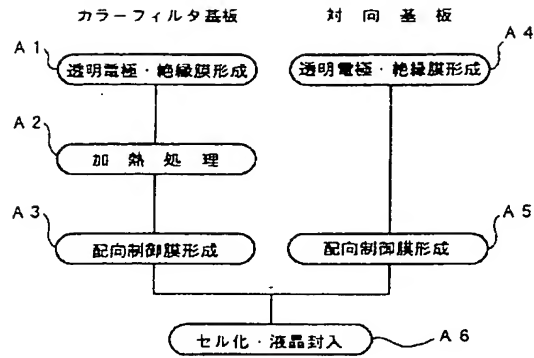 カラーフィルタ基板
対向基板
A1
透明電極・絶縁膜形成
透明電極・絶縁膜形成
A4
A2
加熱処理
A3
配向制御膜形成
配向制御膜形成
A5
セル化・液晶封入
A6